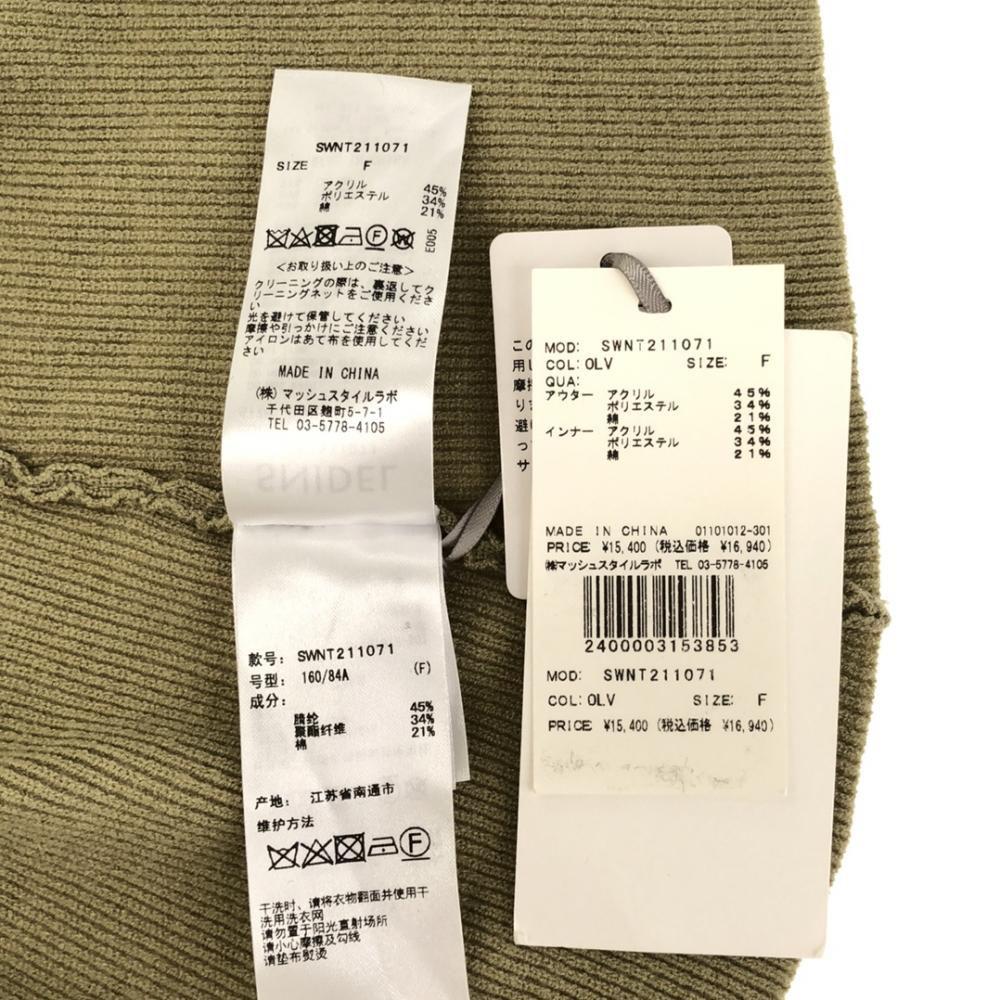 SWNT211071
SIZE F
アクリル 45%
ポリエステル 34%
綿 21%
E005
<お取り扱い上のご注意>
クリーニングの際は、裏返してク
リーニングネットをご使用くださ
い
光を避けて保管してください
摩擦や引っかけにご注意ください
アイロンはあて布を使用してくだ
さい
MADE IN CHINA
(株)マッシュスタイルラボ
千代田区麹町5-7-1
TEL 03-5778-4105
SNIDEL
款号: SWNT211071
号型: 160/84A (F)
成分:
腈纶 45%
聚酯纤维 34%
棉 21%
产地: 江苏省南通市
维护方法
F
干洗时、请将衣物翻面并使用干
洗用洗衣网
请勿置于阳光直射场所
请小心摩擦及勾线
请垫布熨烫
この
用し
摩擦
りま
避け
っ
サ
MOD: SWNT211071
COL: OLV SIZE: F
QUA:
アウター アクリル 45%
ポリエステル 34%
綿 21%
インナー アクリル 45%
ポリエステル 34%
綿 21%
MADE IN CHINA 01101012-301
PRICE ¥15,400 (税込価格 ¥16,940)
㈱マッシュスタイルラボ TEL 03-5778-4105
2400003153853
MOD: SWNT211071
COL: OLV SIZE: F
PRICE ¥15,400 (税込価格 ¥16,940)